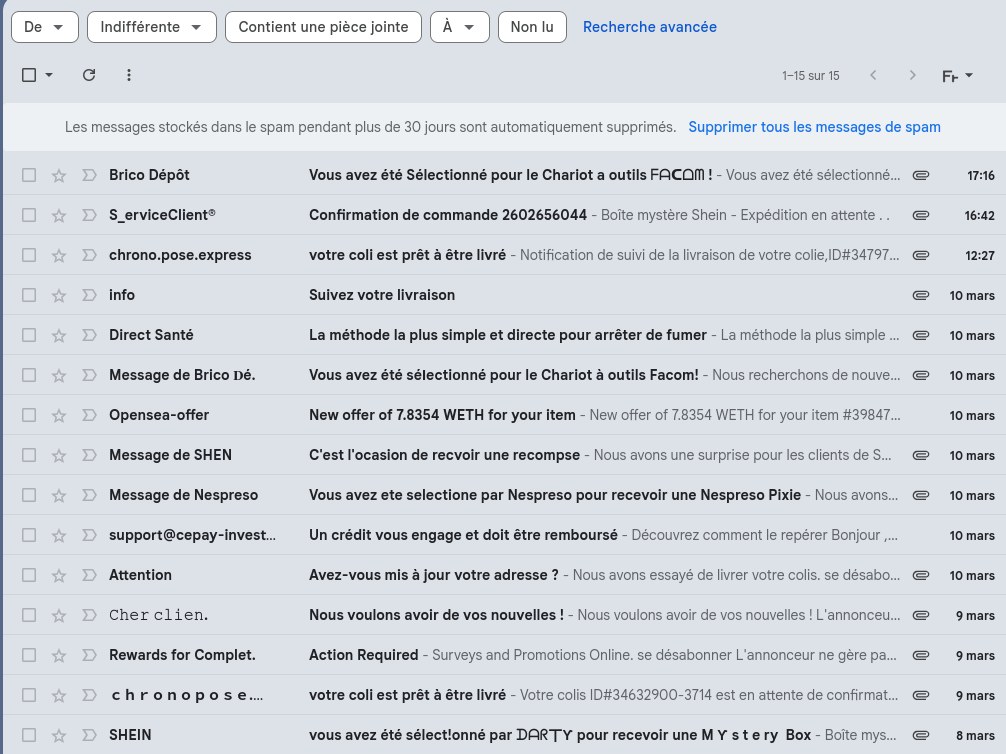 De Indifférente Contient une pièce jointe À Non lu Recherche avancée
1–15 sur 15 Fr
Les messages stockés dans le spam pendant plus de 30 jours sont automatiquement supprimés. Supprimer tous les messages de spam
Brico Dépôt Vous avez été Sélectionné pour le Chariot a outils FACOM ! - Vous avez été sélectionné... 17:16
S_erviceClient® Confirmation de commande 2602656044 - Boîte mystère Shein - Expédition en attente . . 16:42
chrono.pose.express votre coli est prêt à être livré - Notification de suivi de la livraison de votre colie,ID#34797... 12:27
info Suivez votre livraison 10 mars
Direct Santé La méthode la plus simple et directe pour arrêter de fumer - La méthode la plus simple ... 10 mars
Message de Brico Dé. Vous avez été sélectionné pour le Chariot à outils Facom! - Nous recherchons de nouve... 10 mars
Opensea-offer New offer of 7.8354 WETH for your item - New offer of 7.8354 WETH for your item #39847... 10 mars
Message de SHEN C'est l'ocasion de recvoir une recompse - Nous avons une surprise pour les clients de S... 10 mars
Message de Nespreso Vous avez ete selectione par Nespreso pour recevoir une Nespreso Pixie - Nous avons... 10 mars
support@cepay-invest... Un crédit vous engage et doit être remboursé - Découvrez comment le repérer Bonjour ,... 10 mars
Attention Avez-vous mis à jour votre adresse ? - Nous avons essayé de livrer votre colis. se désabo... 10 mars
Cher clien. Nous voulons avoir de vos nouvelles ! - Nous voulons avoir de vos nouvelles ! L'annonceu... 9 mars
Rewards for Complet. Action Required - Surveys and Promotions Online. se désabonner L'annonceur ne gère pa... 9 mars
c h r o n o p o s e .... votre coli est prêt à être livré - Votre colis ID#34632900-3714 est en attente de confirmat... 9 mars
SHEIN vous avez été sélect!onné par DARTY pour recevoir une M Y s t e r y Box - Boîte mys... 8 mars